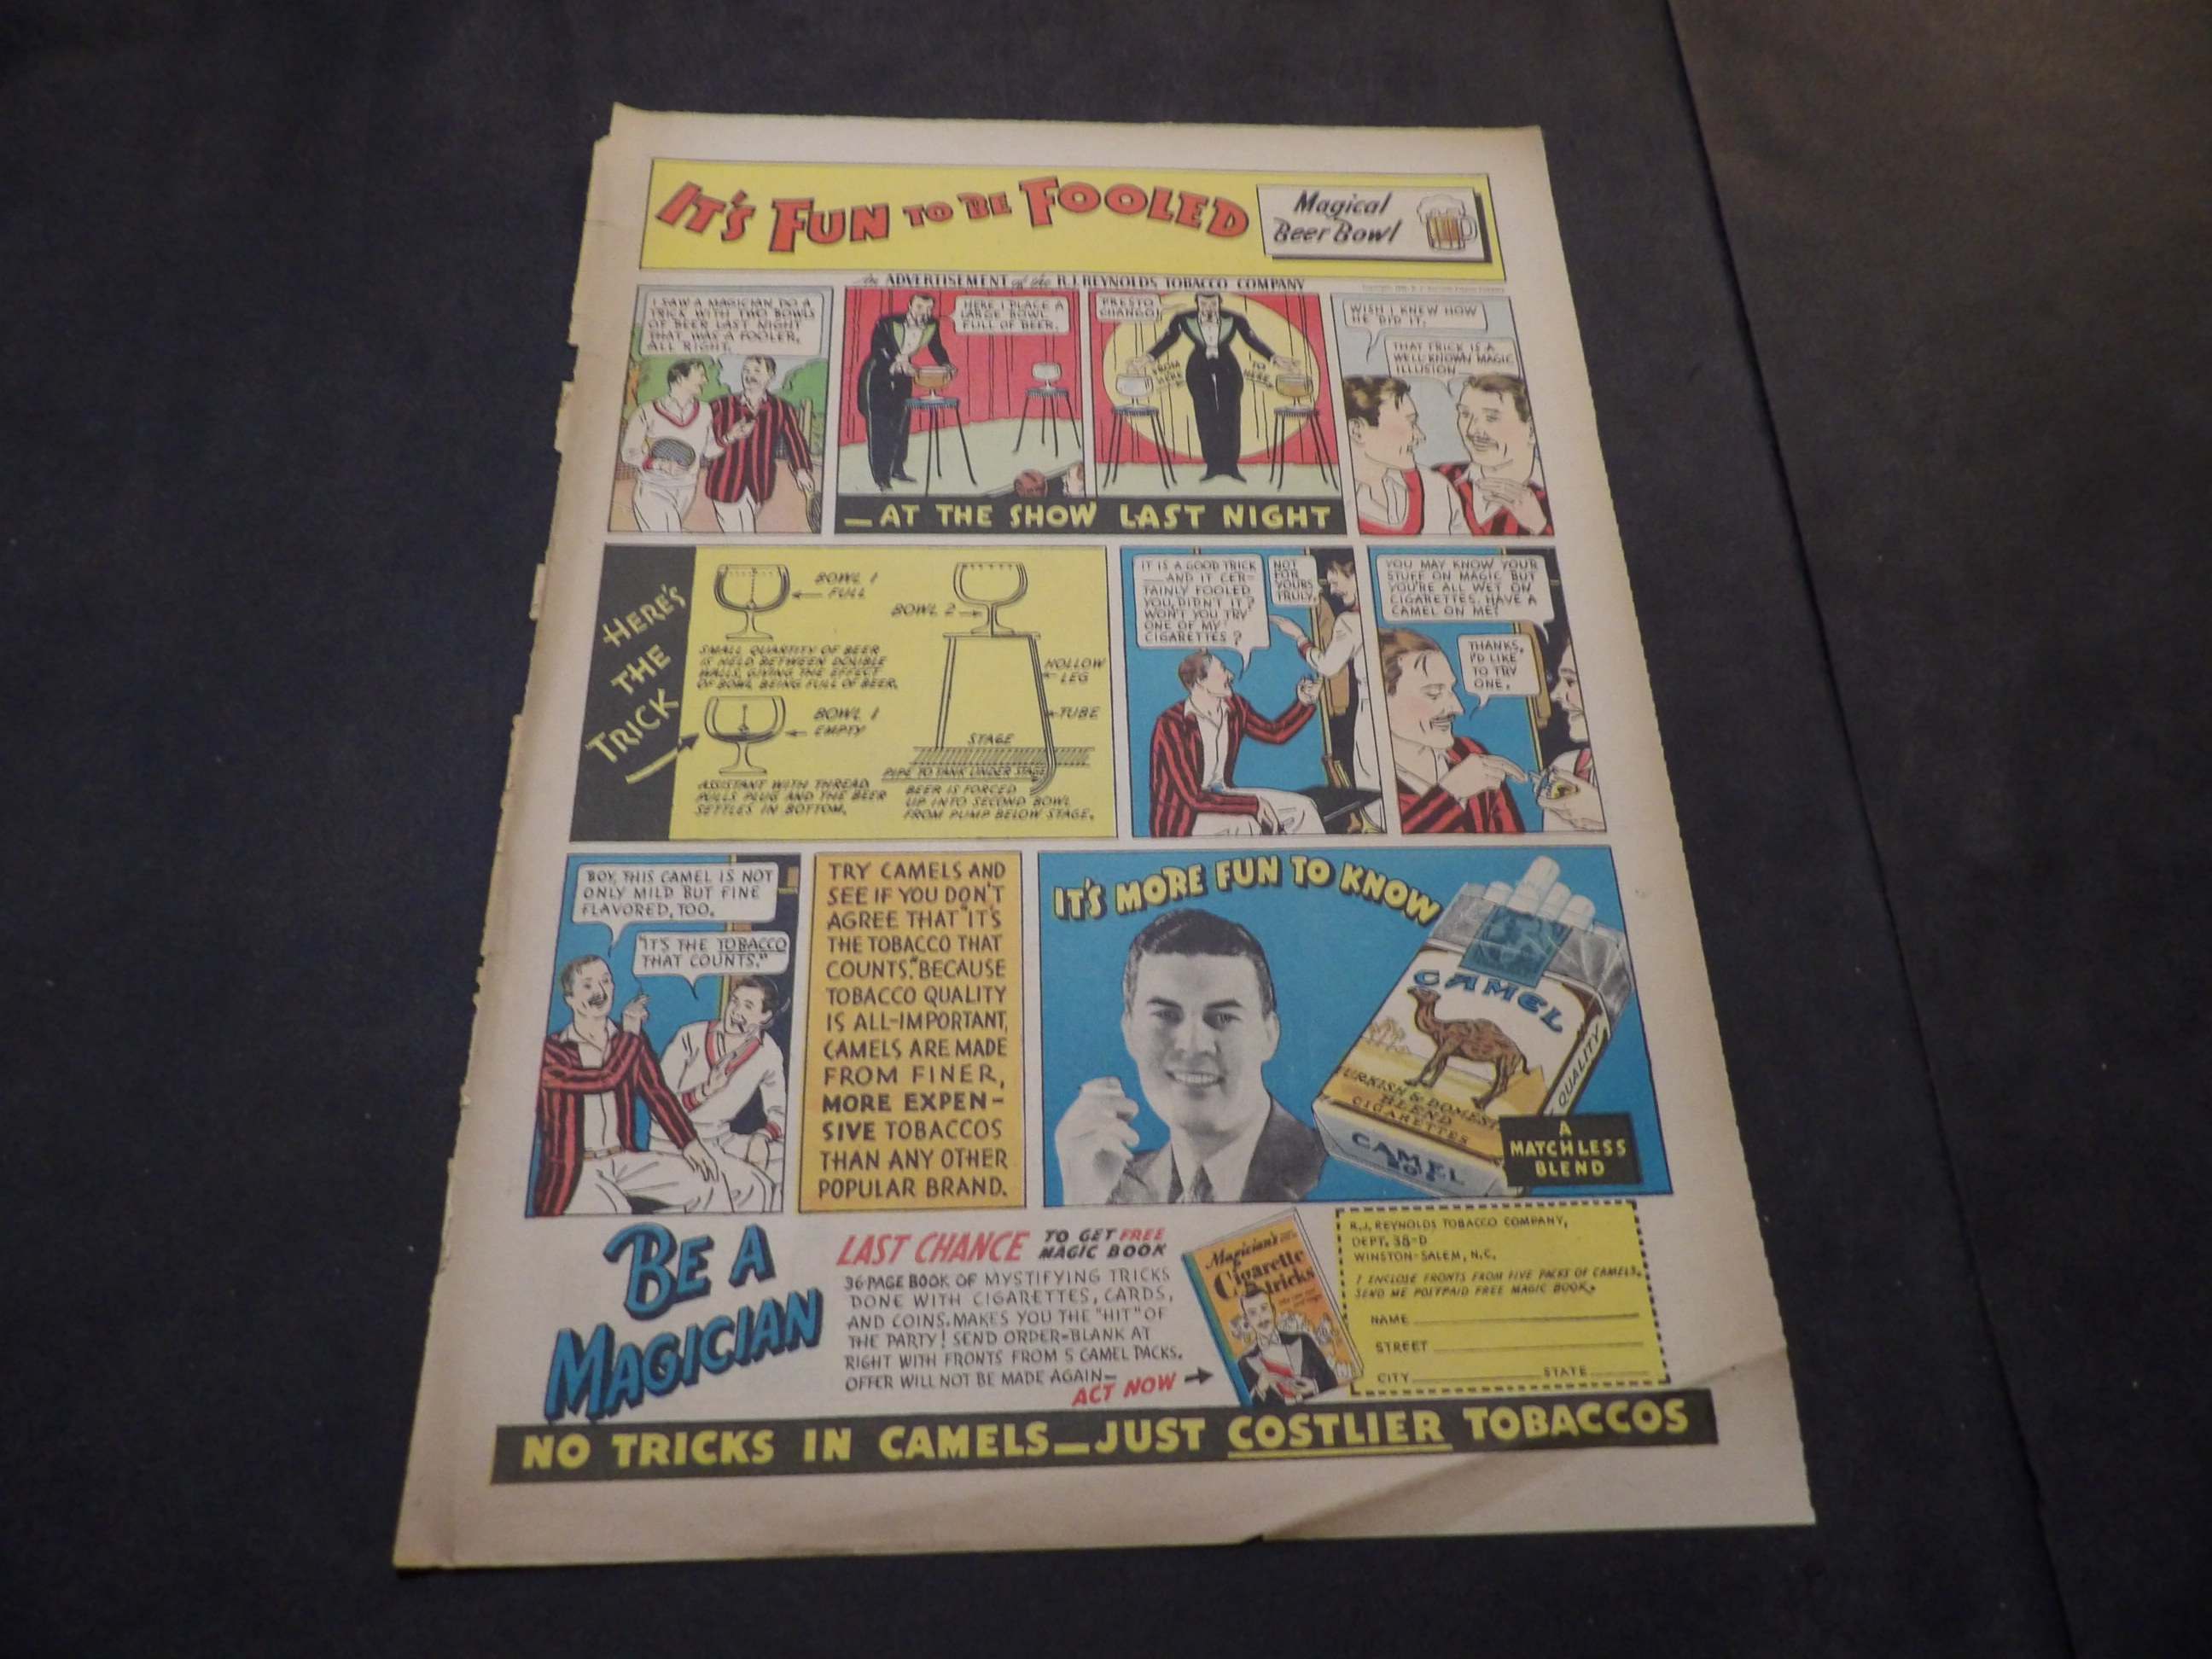 IT'S FUN TO BE FOOLED
Magical
Beer Bowl
An ADVERTISEMENT of the R.J. REYNOLDS TOBACCO COMPANY
I SAW A MAGICIAN DO A
TRICK WITH TWO BOWLS
OF BEER LAST NIGHT
THAT WAS A FOOLER,
ALL RIGHT.
HERE I PLACE A
LARGE BOWL
FULL OF BEER.
PRESTO
CHANGO!
FROM
HERE
TO
HERE
— AT THE SHOW LAST NIGHT
WISH I KNEW HOW
HE DID IT.
THAT TRICK IS A
WELL KNOWN MAGIC
ILLUSION
HERE'S
THE
TRICK
BOWL 1
FULL
SMALL QUANTITY OF BEER
IS HELD BETWEEN DOUBLE
WALLS, GIVING THE EFFECT
OF BOWL BEING FULL OF BEER.
BOWL 1
EMPTY
ASSISTANT WITH THREAD
PULLS PLUG AND THE BEER
SETTLES IN BOTTOM.
BOWL 2
HOLLOW
LEG
TUBE
STAGE
PIPE TO TANK UNDER STAGE
BEER IS FORCED
UP INTO SECOND BOWL
FROM PUMP BELOW STAGE.
IT IS A GOOD TRICK
—AND IT CER-
TAINLY FOOLED
YOU, DIDN'T IT?
WON'T YOU TRY
ONE OF MY
CIGARETTES?
NOT
FOR
YOURS
TRULY.
YOU MAY KNOW YOUR
STUFF ON MAGIC, BUT
YOU'RE ALL WET ON
CIGARETTES. HAVE A
CAMEL ON ME!
THANKS,
I'D LIKE
TO TRY
ONE.
BOY, THIS CAMEL IS NOT
ONLY MILD BUT FINE
FLAVORED, TOO.
"IT'S THE TOBACCO
THAT COUNTS."
TRY CAMELS AND
SEE IF YOU DON'T
AGREE THAT "IT'S
THE TOBACCO THAT
COUNTS." BECAUSE
TOBACCO QUALITY
IS ALL-IMPORTANT,
CAMELS ARE MADE
FROM FINER,
MORE EXPEN-
SIVE TOBACCOS
THAN ANY OTHER
POPULAR BRAND.
IT'S MORE FUN TO KNOW
CAMEL
TURKISH & DOMESTIC
BLEND
CIGARETTES
QUALITY
CAMEL
A
MATCHLESS
BLEND
BE A
MAGICIAN
LAST CHANCE TO GET FREE
MAGIC BOOK
36-PAGE BOOK OF MYSTIFYING TRICKS
DONE WITH CIGARETTES, CARDS,
AND COINS. MAKES YOU THE "HIT" OF
THE PARTY! SEND ORDER-BLANK AT
RIGHT WITH FRONTS FROM 5 CAMEL PACKS.
OFFER WILL NOT BE MADE AGAIN—
ACT NOW
Magician's
Cigarette
tricks
R.J. REYNOLDS TOBACCO COMPANY,
DEPT. 38-D
WINSTON-SALEM, N.C.
I ENCLOSE FRONTS FROM FIVE PACKS OF CAMELS.
SEND ME POSTPAID FREE MAGIC BOOK.
NAME
STREET
CITY STATE
NO TRICKS IN CAMELS—JUST COSTLIER TOBACCOS